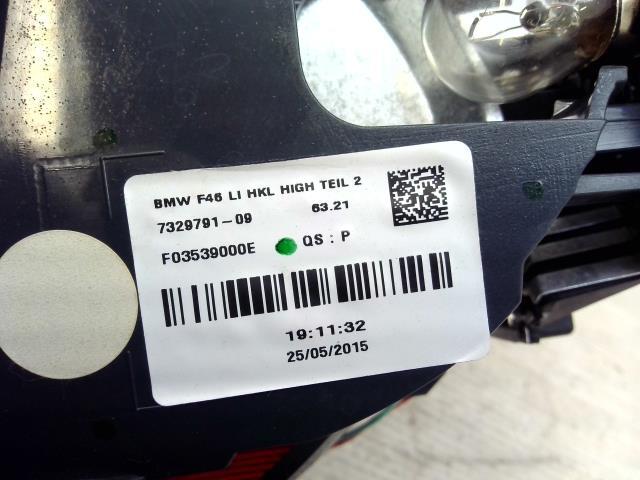 BMW F46 LI HKL HIGH TEIL 2
7329791-09 63.21
F03539000E QS : P
19:11:32
25/05/2015